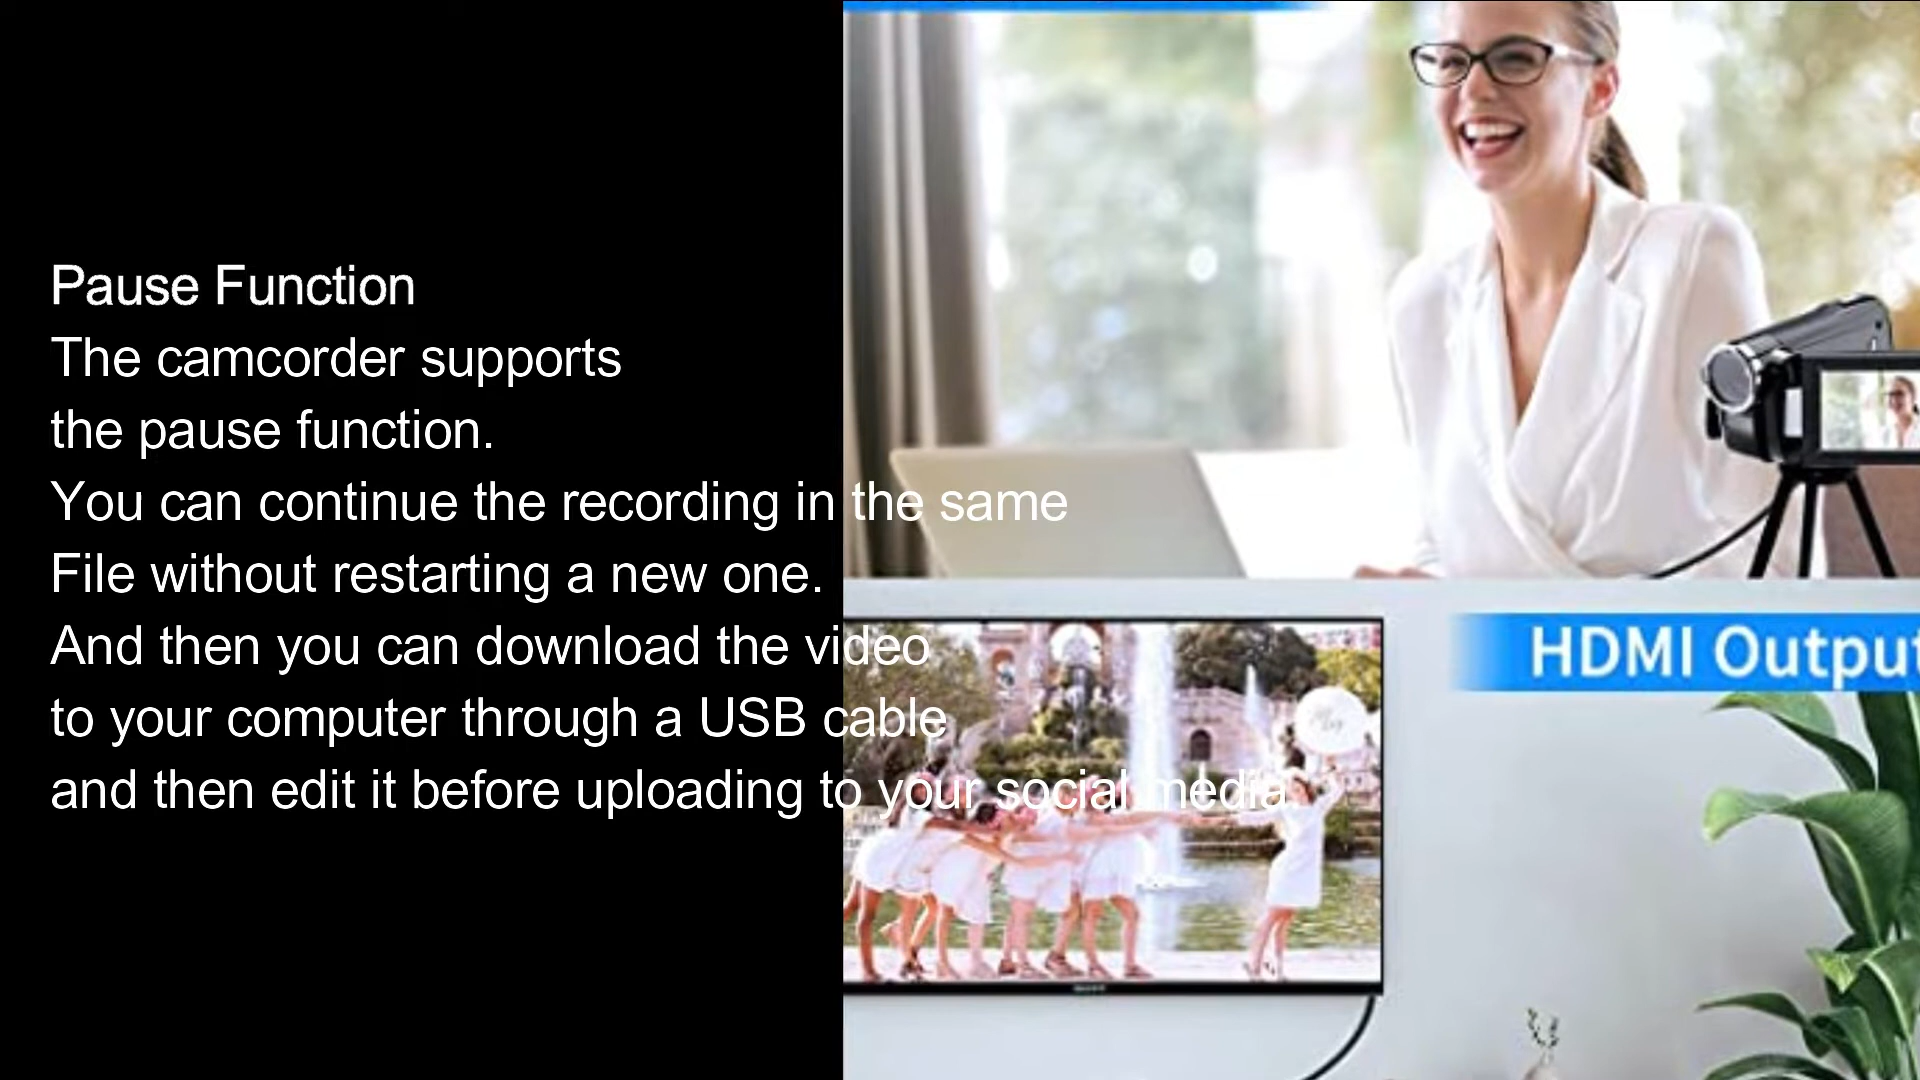 Pause Function
The camcorder supports
the pause function.
You can continue the recording in the same
File without restarting a new one.
And then you can download the video
to your computer through a USB cable
and then edit it before uploading to your social media.
HDMI Output